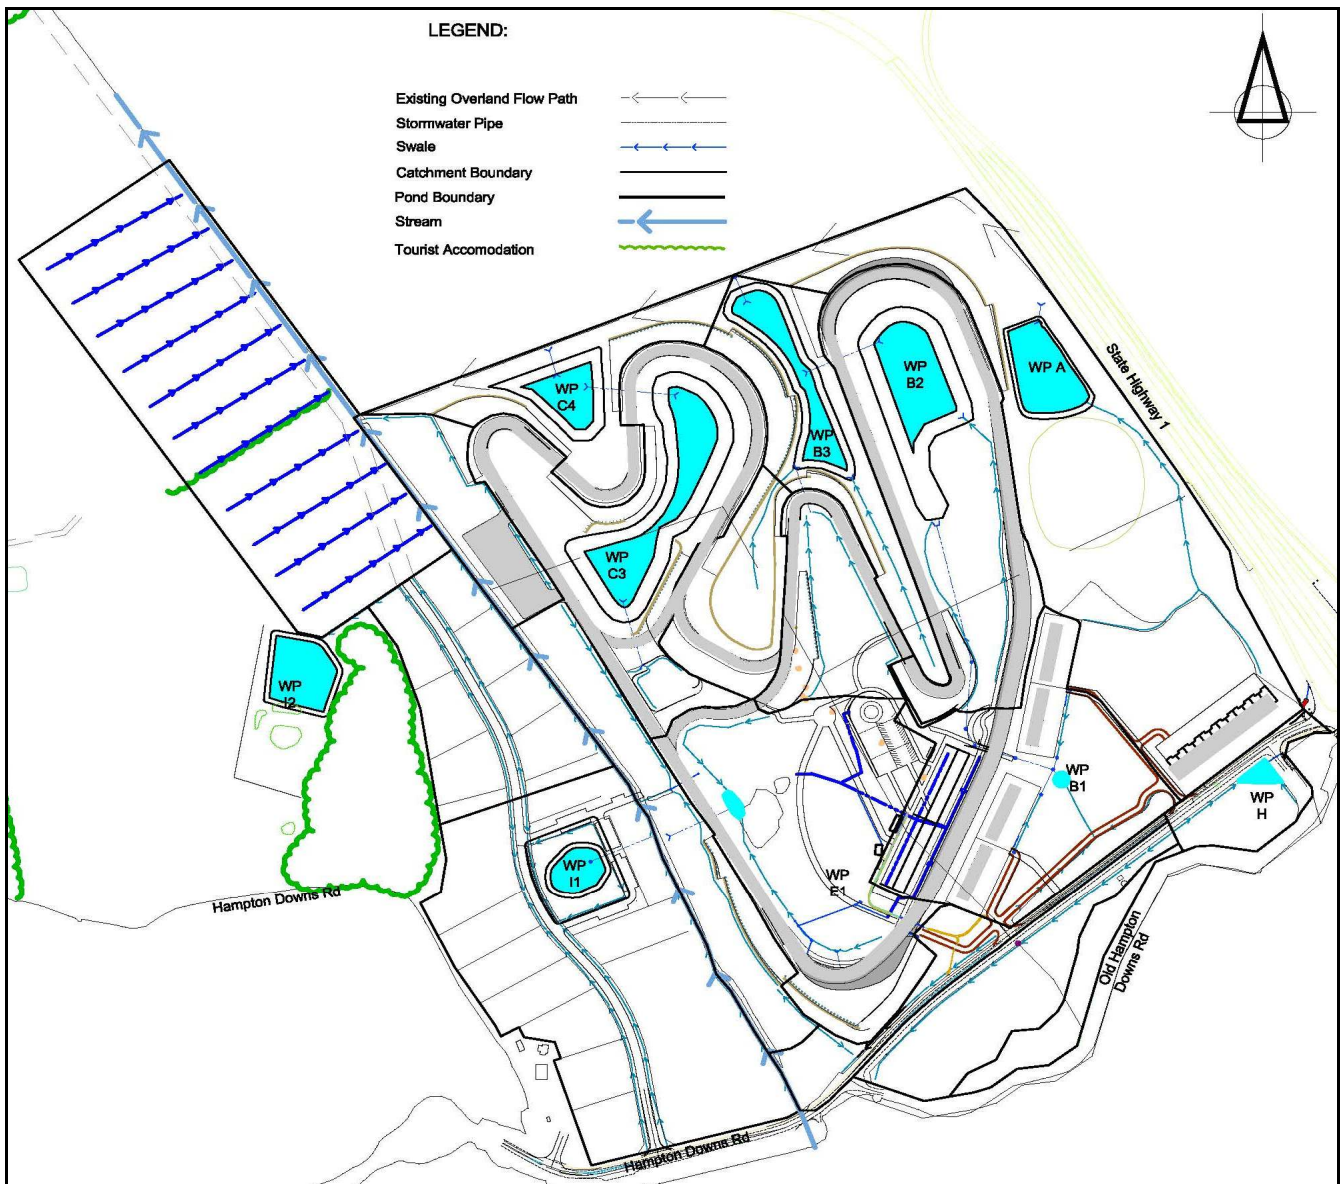 LEGEND:
Existing Overland Flow Path
Stormwater Pipe
Swale
Catchment Boundary
Pond Boundary
Stream
Tourist Accomodation
State Highway 1
WP A
WP
B2
WP
B3
WP
C4
WP
C3
WP
I2
WP
I1
WP
E1
WP
B1
WP
H
Hampton Downs Rd
Old Hampton
Downs Rd
Hampton Downs Rd